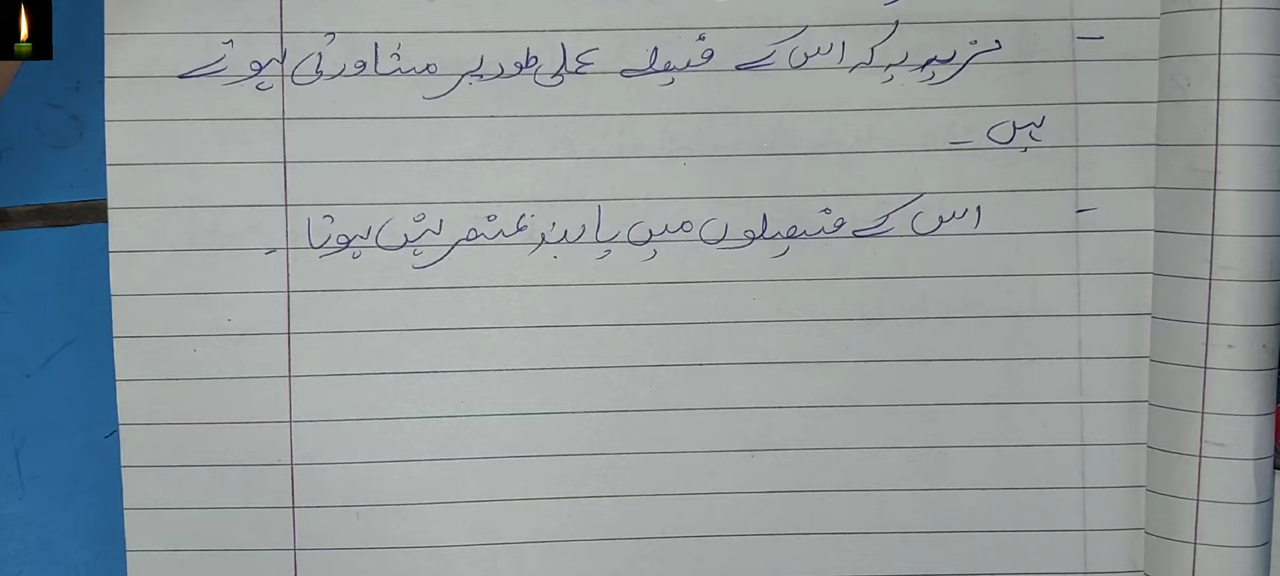 - مزید یہ کہ اس کے فیصلے عملی طور پر مشاورتی ہوتے
ہیں ۔
- اس کے فیصلوں میں پابند عنصر نہیں ہوتا ۔